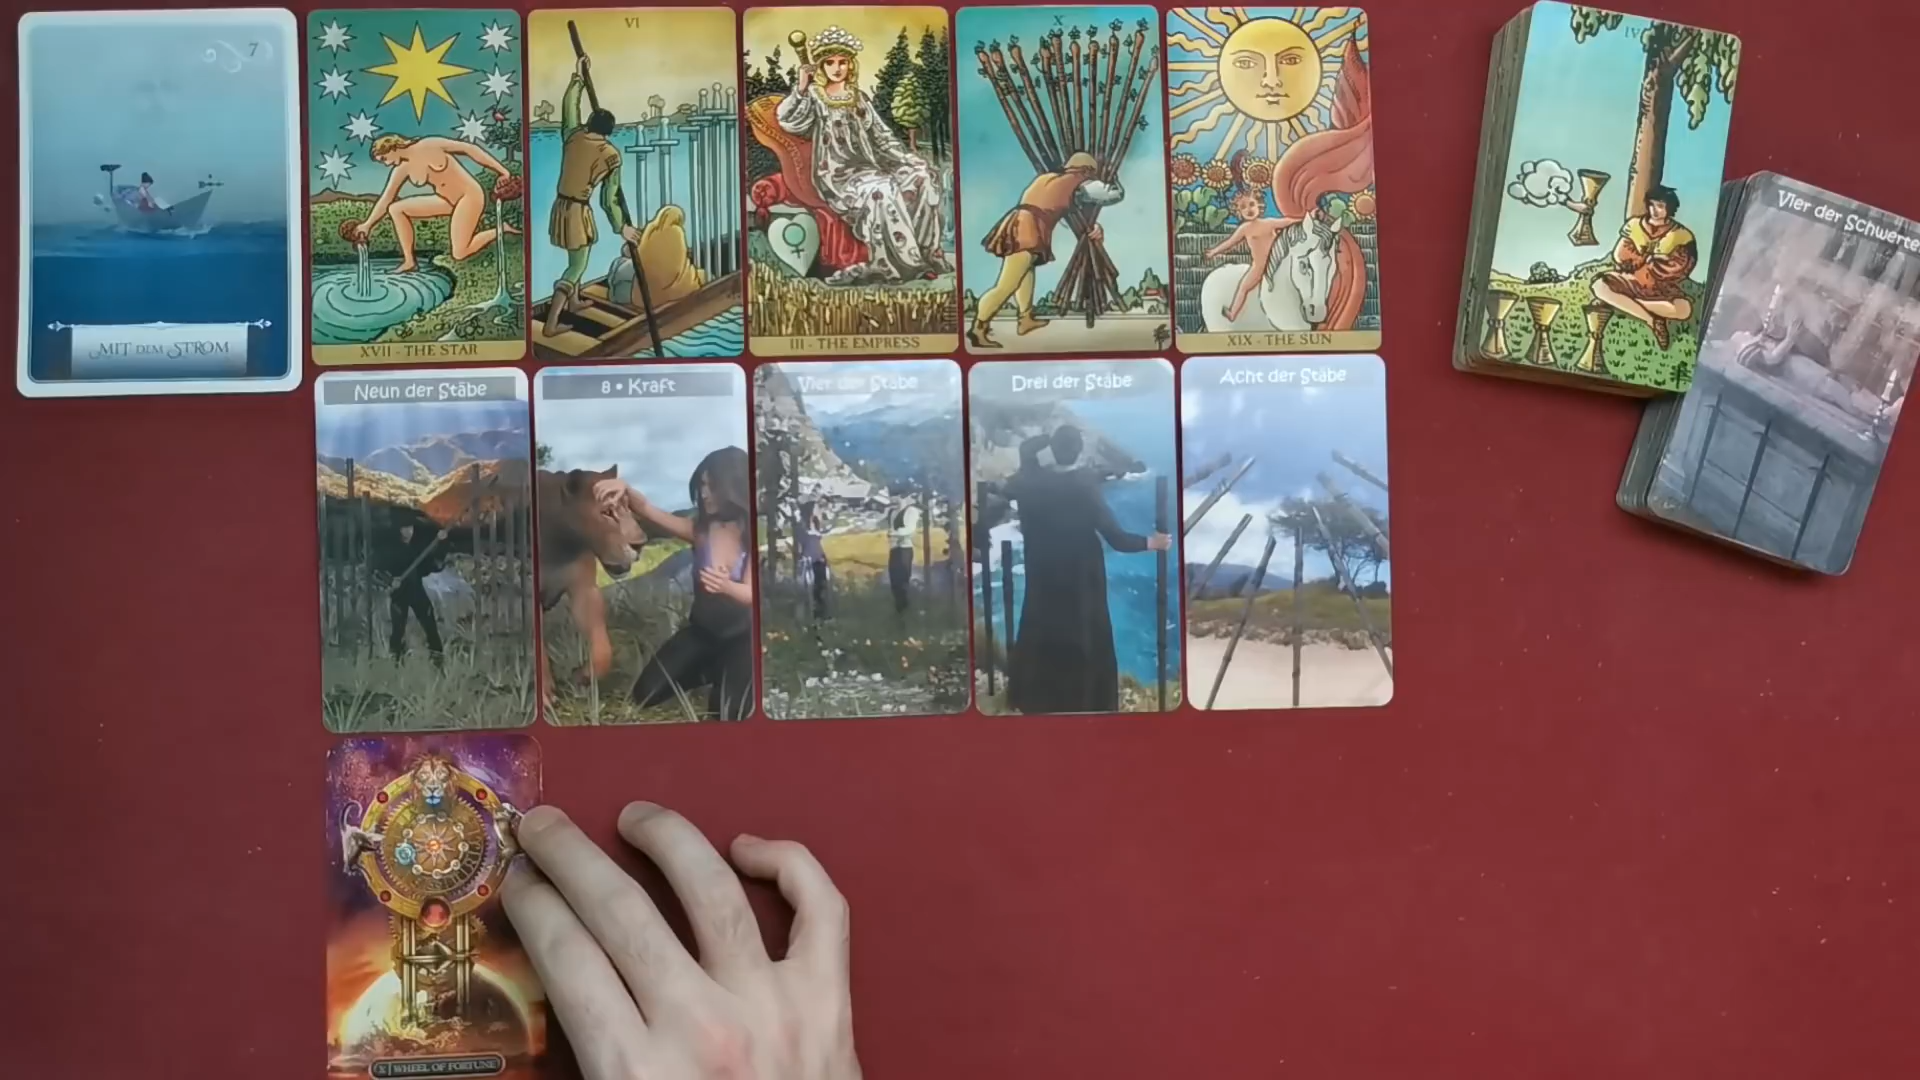 7
MIT DEM STROM
XVII - THE STAR
VI
III - THE EMPRESS
X
XIX - THE SUN
IV
Vier der Schwerter
Neun der Stäbe
8 • Kraft
Vier der Stäbe
Drei der Stäbe
Acht der Stäbe
X | WHEEL OF FORTUNE